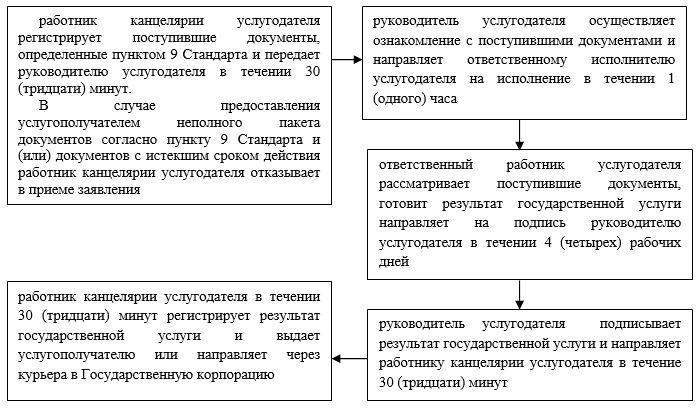 работник канцелярии услугодателя
регистрирует поступившие документы,
определенные пунктом 9 Стандарта и передает
руководителю услугодателя в течении 30
(тридцати) минут.
В случае предоставления
услугополучателем неполного пакета
документов согласно пункту 9 Стандарта и
(или) документов с истекшим сроком действия
работник канцелярии услугодателя отказывает
в приеме заявления
руководитель услугодателя осуществляет
ознакомление с поступившими документами и
направляет ответственному исполнителю
услугодателя на исполнение в течении 1
(одного) часа
ответственный работник услугодателя
рассматривает поступившие документы,
готовит результат государственной услуги
направляет на подпись руководителю
услугодателя в течении 4 (четырех) рабочих
дней
руководитель услугодателя подписывает
результат государственной услуги и направляет
работнику канцелярии услугодателя в течение
30 (тридцати) минут
работник канцелярии услугодателя в течении
30 (тридцати) минут регистрирует результат
государственной услуги и выдает
услугополучателю или направляет через
курьера в Государственную корпорацию